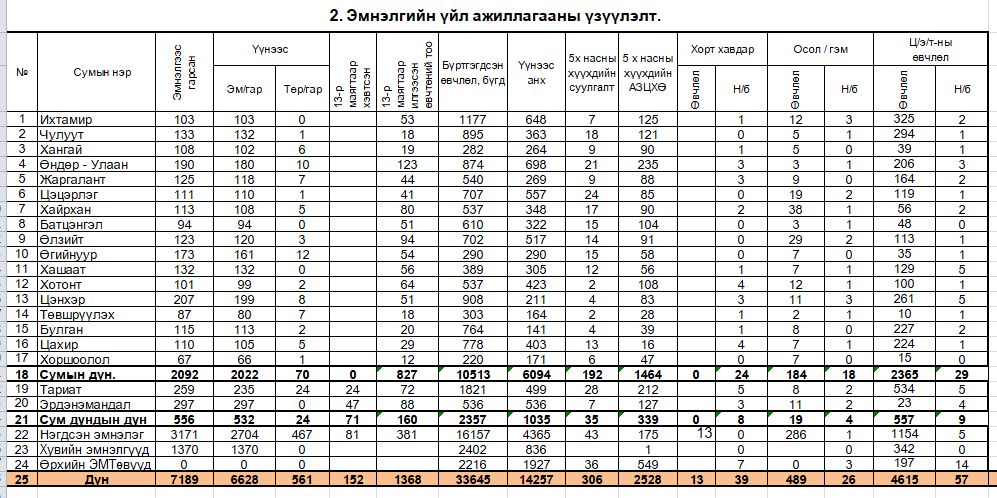 2. Эмнэлгийн үйл ажиллагааны үзүүлэлт.
№ Сумын нэр Эмнэлгээс гарсан Үүнээс 13-р маягтаар хэвтсэн 13-р маягтаар илгээсэн өвчтөний тоо Бүртгэгдсэн өвчлөл, бүгд Үүнээс анх 5х насны хүүхдийн суулгалт 5 х насны хүүхдийн АЗЦХӨ Хорт хавдар Осол / гэм Ц/э/т-ны өвчлөл
Эм/гар Төр/гар Өвчлөл Н/б Өвчлөл Н/б Өвчлөл Н/б
1 Ихтамир 103 103 0 53 1177 648 7 125 1 12 3 325 2
2 Чулуут 133 132 1 18 895 363 18 121 0 5 1 294 1
3 Хангай 108 102 6 19 282 264 9 90 1 5 0 39 1
4 Өндөр - Улаан 190 180 10 123 874 698 21 235 3 3 1 206 3
5 Жаргалант 125 118 7 44 540 269 9 88 3 9 0 164 2
6 Цэцэрлэг 111 110 1 41 707 557 24 85 0 19 2 119 1
7 Хайрхан 113 108 5 80 537 348 17 90 2 38 1 56 2
8 Батцэнгэл 94 94 0 51 610 322 15 104 0 3 1 48 0
9 Өлзийт 123 120 3 94 702 517 14 91 0 29 2 113 1
10 Өгийнуур 173 161 12 54 290 290 15 58 0 7 0 35 1
11 Хашаат 132 132 0 56 389 305 12 56 1 7 1 129 5
12 Хотонт 101 99 2 64 537 423 2 108 4 12 1 100 1
13 Цэнхэр 207 199 8 51 908 211 4 83 3 11 3 261 5
14 Төвшрүүлэх 87 80 7 18 303 164 2 28 1 2 1 10 1
15 Булган 115 113 2 20 764 141 4 39 1 8 0 227 2
16 Цахир 110 105 5 29 778 403 13 16 4 7 1 224 1
17 Хоршоолол 67 66 1 12 220 171 6 47 0 7 0 15 0
18 Сумын дүн. 2092 2022 70 0 827 10513 6094 192 1464 0 24 184 18 2365 29
19 Тариат 259 235 24 24 72 1821 499 28 212 5 8 2 534 5
20 Эрдэнэмандал 297 297 0 47 88 536 536 7 127 3 11 2 23 4
21 Сум дундын дүн 556 532 24 71 160 2357 1035 35 339 0 8 19 4 557 9
22 Нэгдсэн эмнэлэг 3171 2704 467 81 381 16157 4365 43 175 13 0 286 1 1154 5
23 Хувийн эмнэлгүүд 1370 1370 0 2402 836 1 0 0 342 0
24 Өрхийн ЭМТөвүүд 0 0 0 2216 1927 36 549 7 0 3 197 14
25 Дүн 7189 6628 561 152 1368 33645 14257 306 2528 13 39 489 26 4615 57